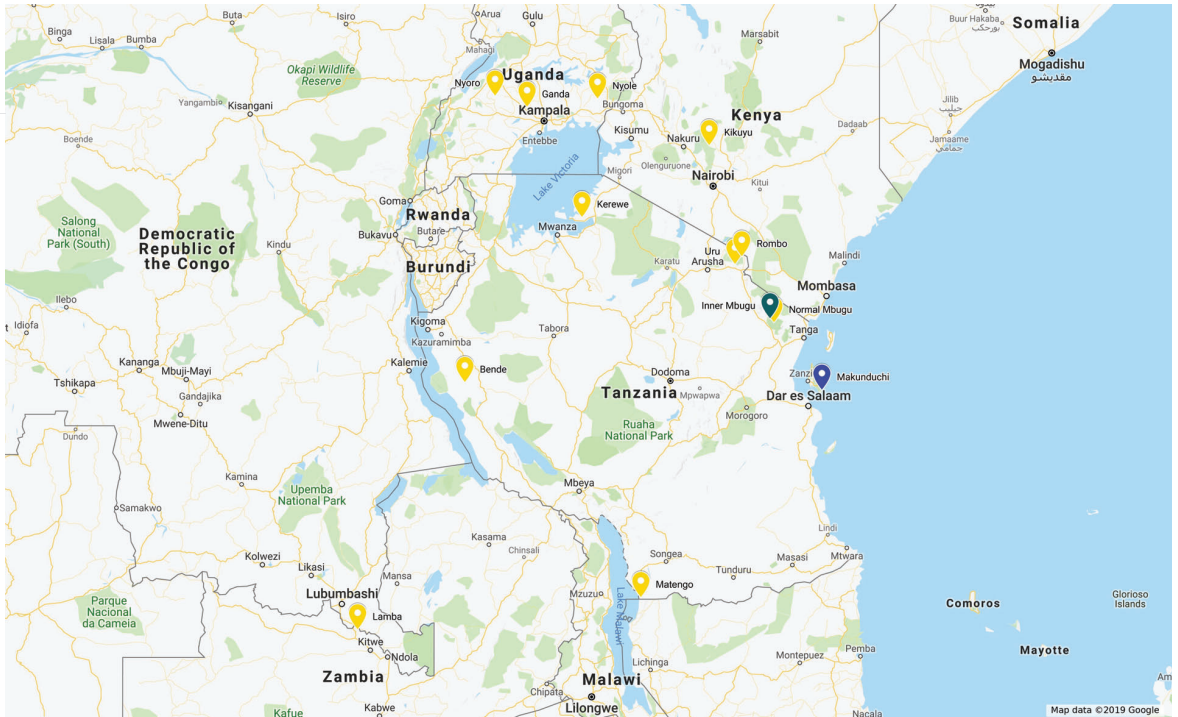 Binga
Lisala
Bumba
Buta
Isiro
Arua
Gulu
Mahagi
Marsabit
Buur Hakaba
بورحكبة
Somalia
Mogadishu
مقديشو
Okapi Wildlife
Reserve
Yangambi
Kisangani
Nyoro
Uganda
Ganda
Kampala
Entebbe
Nyole
Bungoma
Kisumu
Kenya
Kikuyu
Nakuru
Olenguruone
Nairobi
Kitui
Dadaab
Jilib
جيليب
Jamaame
جمامي
Boende
Lake Victoria
Migori
Kerewe
Mwanza
Goma
Rwanda
Butare
Bukavu
Burundi
Salonga
National
Park (South)
Democratic
Republic of
the Congo
Kindu
Uru
Rombo
Arusha
Karatu
Malindi
Mombasa
Inner Mbugu
Normal Mbugu
Tanga
Ilebo
Idiofa
Kananga
Mbuji-Mayi
Tshikapa
Gandajika
Mwene-Ditu
Dundo
Kigoma
Kazuramimba
Kalemie
Bende
Tabora
Dodoma
Mpwapwa
Tanzania
Zanzi
Makunduchi
Dar es Salaam
Morogoro
Ruaha
National Park
Kamina
Upemba
National Park
Samakwo
Mbeya
Kasama
Chinsali
Lindi
Mtwara
Masasi
Songea
Tunduru
Matengo
Kolwezi
Likasi
Mansa
Lubumbashi
Lamba
Kitwe
Ndola
Mzuzu
Lake Malawi
Parque
Nacional
da Cameia
Comoros
Glorioso
Islands
Mayotte
Montepuez
Pemba
Lichinga
Zambia
Malawi
Chipata
Lilongwe
Kabwe
Kafue
Nacala
Am
Map data ©2019 Google